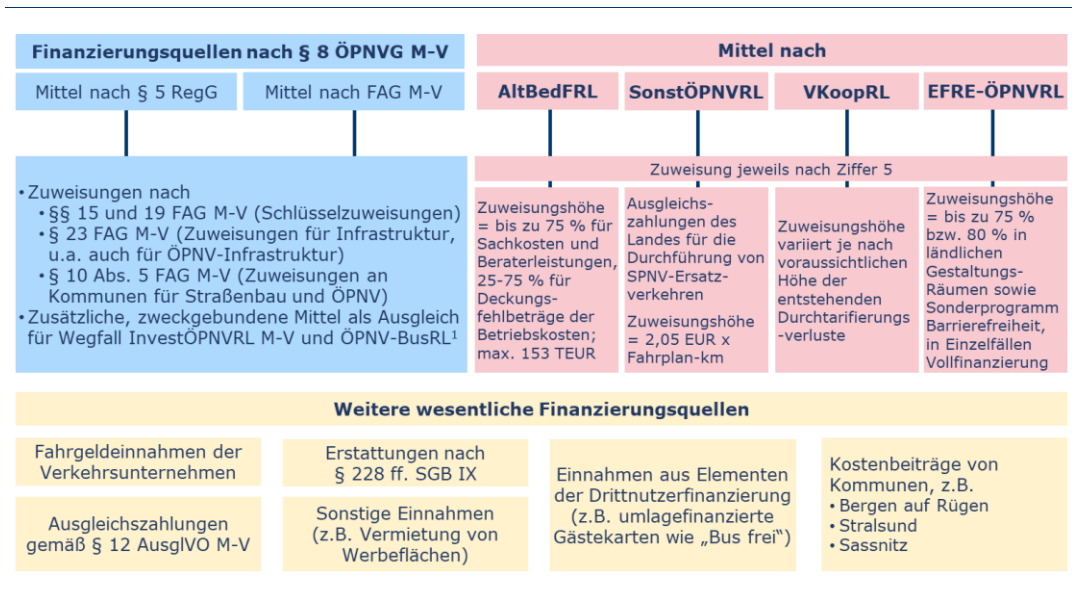 Finanzierungsquellen nach § 8 ÖPNVG M-V
Mittel nach § 5 RegG
Mittel nach FAG M-V
• Zuweisungen nach
• §§ 15 und 19 FAG M-V (Schlüsselzuweisungen)
• § 23 FAG M-V (Zuweisungen für Infrastruktur,
u.a. auch für ÖPNV-Infrastruktur)
• § 10 Abs. 5 FAG M-V (Zuweisungen an
Kommunen für Straßenbau und ÖPNV)
• Zusätzliche, zweckgebundene Mittel als Ausgleich
für Wegfall InvestÖPNVRL M-V und ÖPNV-BusRL¹
Mittel nach
AltBedFRL
SonstÖPNVRL
VKoopRL
EFRE-ÖPNVRL
Zuweisung jeweils nach Ziffer 5
Zuweisungshöhe
= bis zu 75 % für
Sachkosten und
Beraterleistungen,
25-75 % für
Deckungs-
fehlbeträge der
Betriebskosten;
max. 153 TEUR
Ausgleichs-
zahlungen des
Landes für die
Durchführung von
SPNV-Ersatz-
verkehren
Zuweisungshöhe
= 2,05 EUR x
Fahrplan-km
Zuweisungshöhe
variiert je nach
voraussichtlichen
Höhe der
entstehenden
Durchtarifierungs
-verluste
Zuweisungshöhe
= bis zu 75 %
bzw. 80 % in
ländlichen
Gestaltungs-
Räumen sowie
Sonderprogramm
Barrierefreiheit,
in Einzelfällen
Vollfinanzierung
Weitere wesentliche Finanzierungsquellen
Fahrgeldeinnahmen der
Verkehrsunternehmen
Ausgleichszahlungen
gemäß § 12 AusglVO M-V
Erstattungen nach
§ 228 ff. SGB IX
Sonstige Einnahmen
(z.B. Vermietung von
Werbeflächen)
Einnahmen aus Elementen
der Drittnutzerfinanzierung
(z.B. umlagefinanzierte
Gästekarten wie „Bus frei“)
Kostenbeiträge von
Kommunen, z.B.
• Bergen auf Rügen
• Stralsund
• Sassnitz